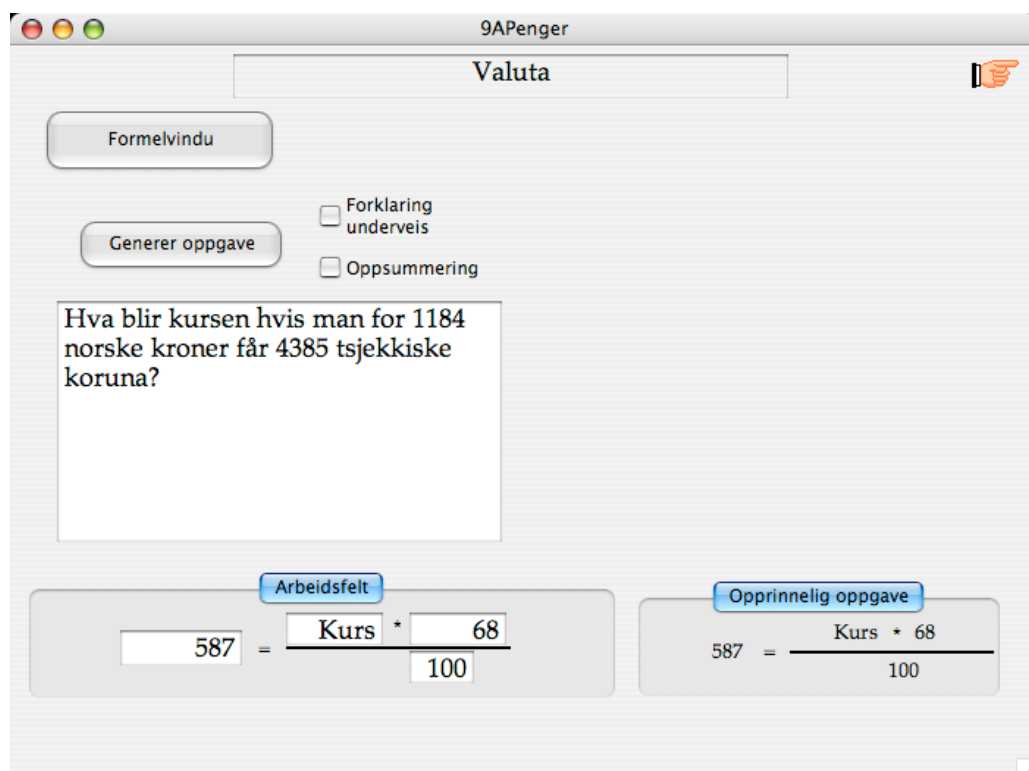 9APenger
Valuta
Formelvindu
Forklaring
underveis
Generer oppgave
Oppsummering
Hva blir kursen hvis man for 1184
norske kroner får 4385 tsjekkiske
koruna?
Arbeidsfelt
587 = Kurs * 68
100
Opprinnelig oppgave
587 = Kurs * 68
100